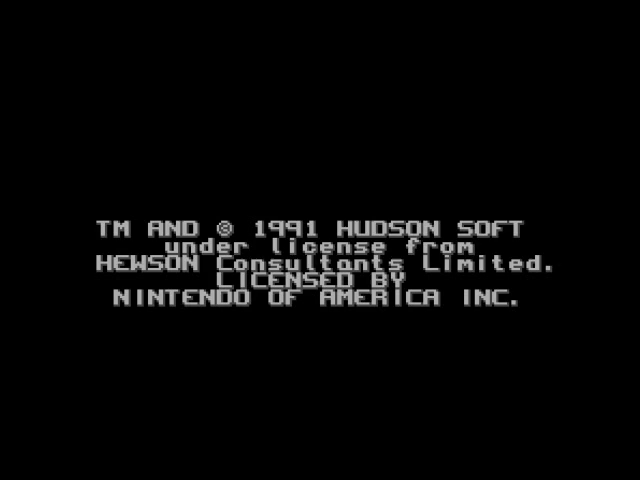 TM AND © 1991 HUDSON SOFT
under license from
HEWSON Consultants Limited.
LICENSED BY
NINTENDO OF AMERICA INC.